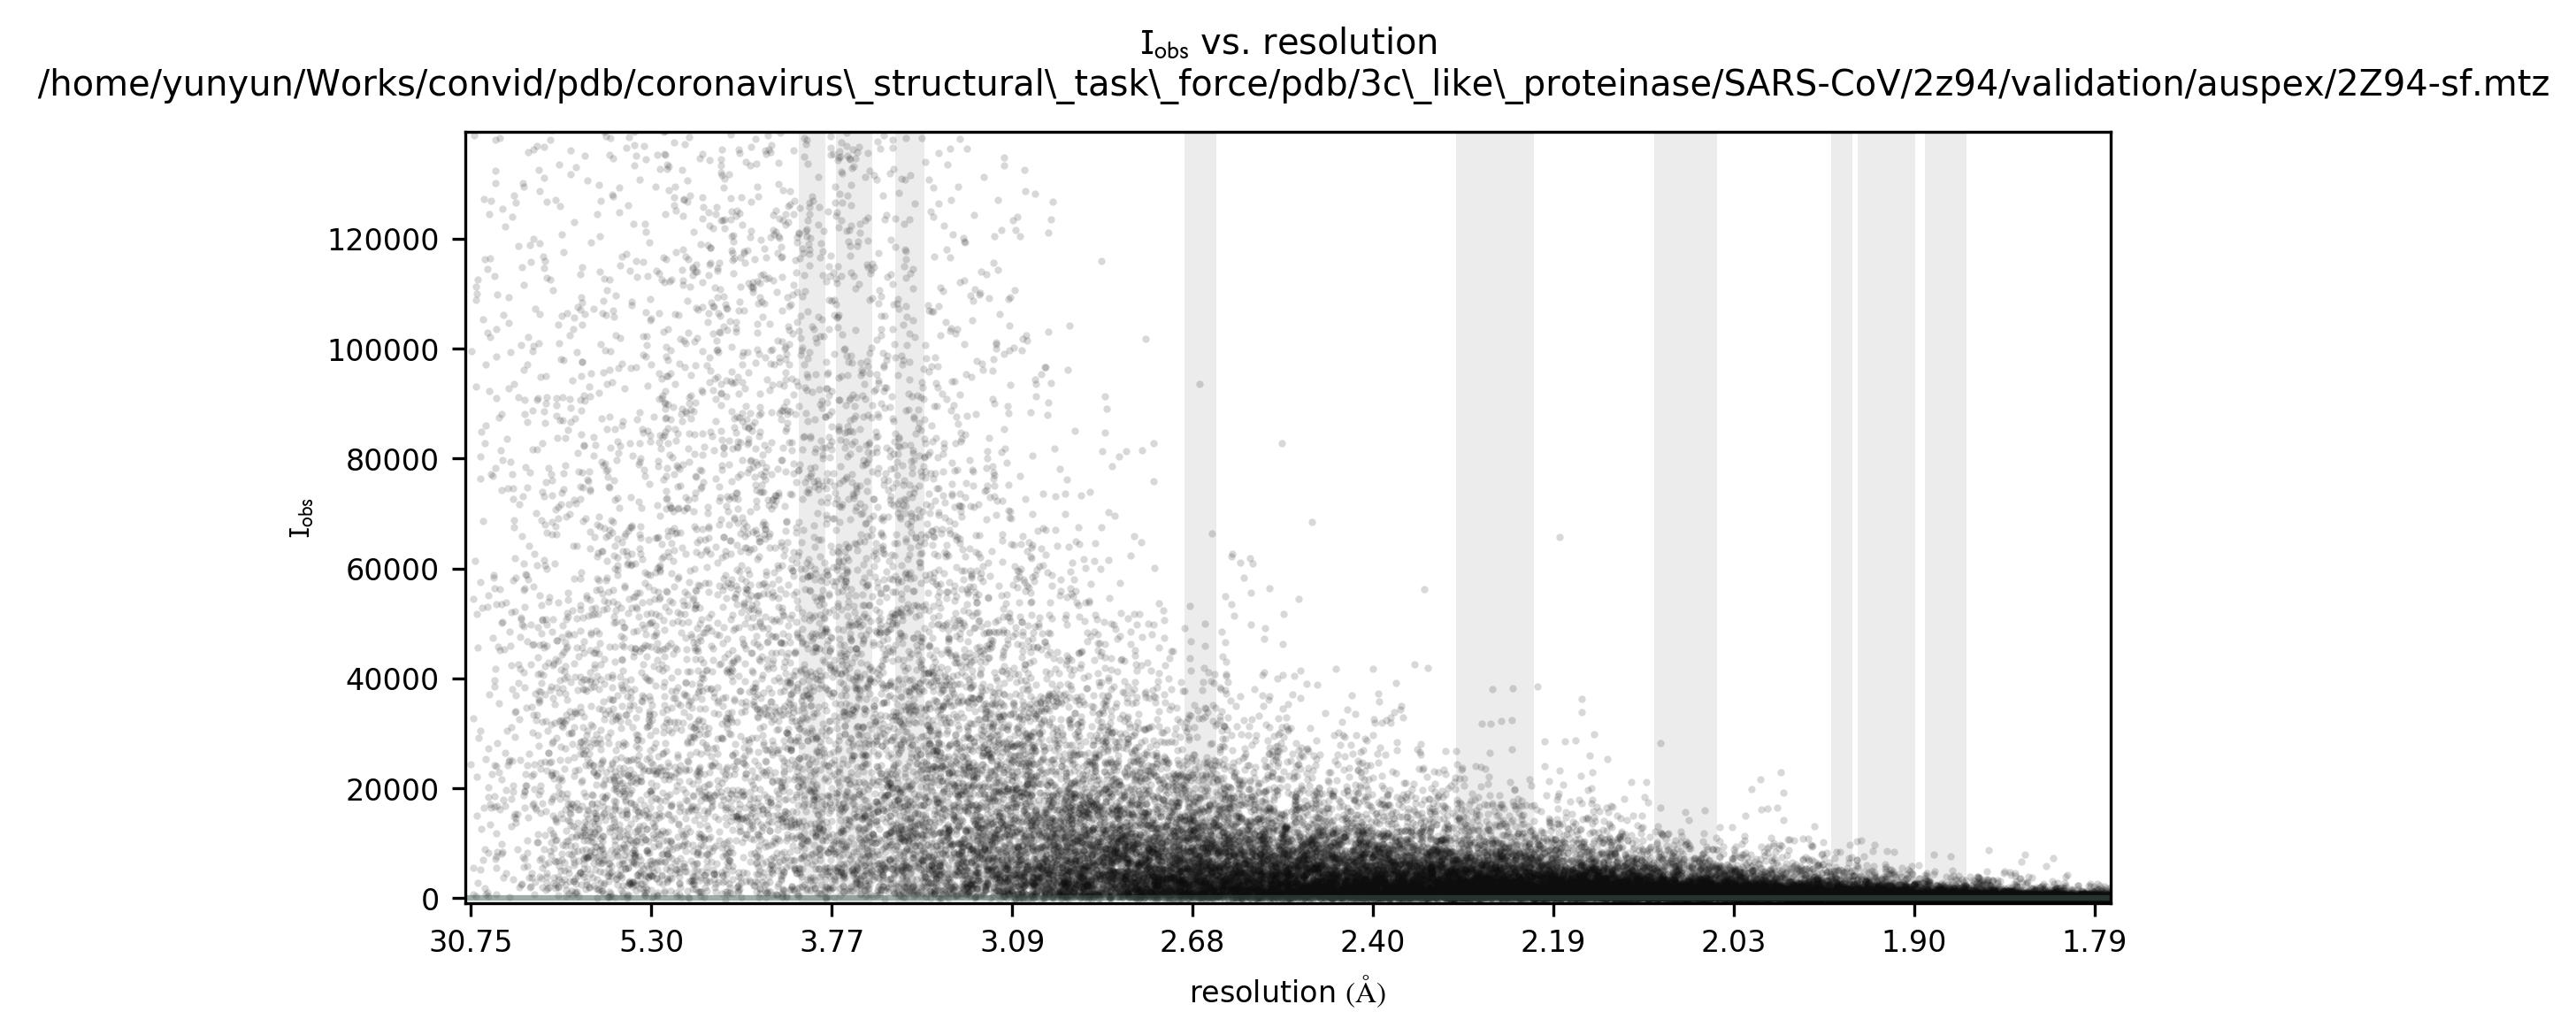 I_obs vs. resolution
/home/yunyun/Works/convid/pdb/coronavirus\_structural\_task\_force/pdb/3c\_like\_proteinase/SARS-CoV/2z94/validation/auspex/2Z94-sf.mtz
120000
100000
80000
60000
40000
20000
0
I_obs
30.75 5.30 3.77 3.09 2.68 2.40 2.19 2.03 1.90 1.79
resolution (Å)